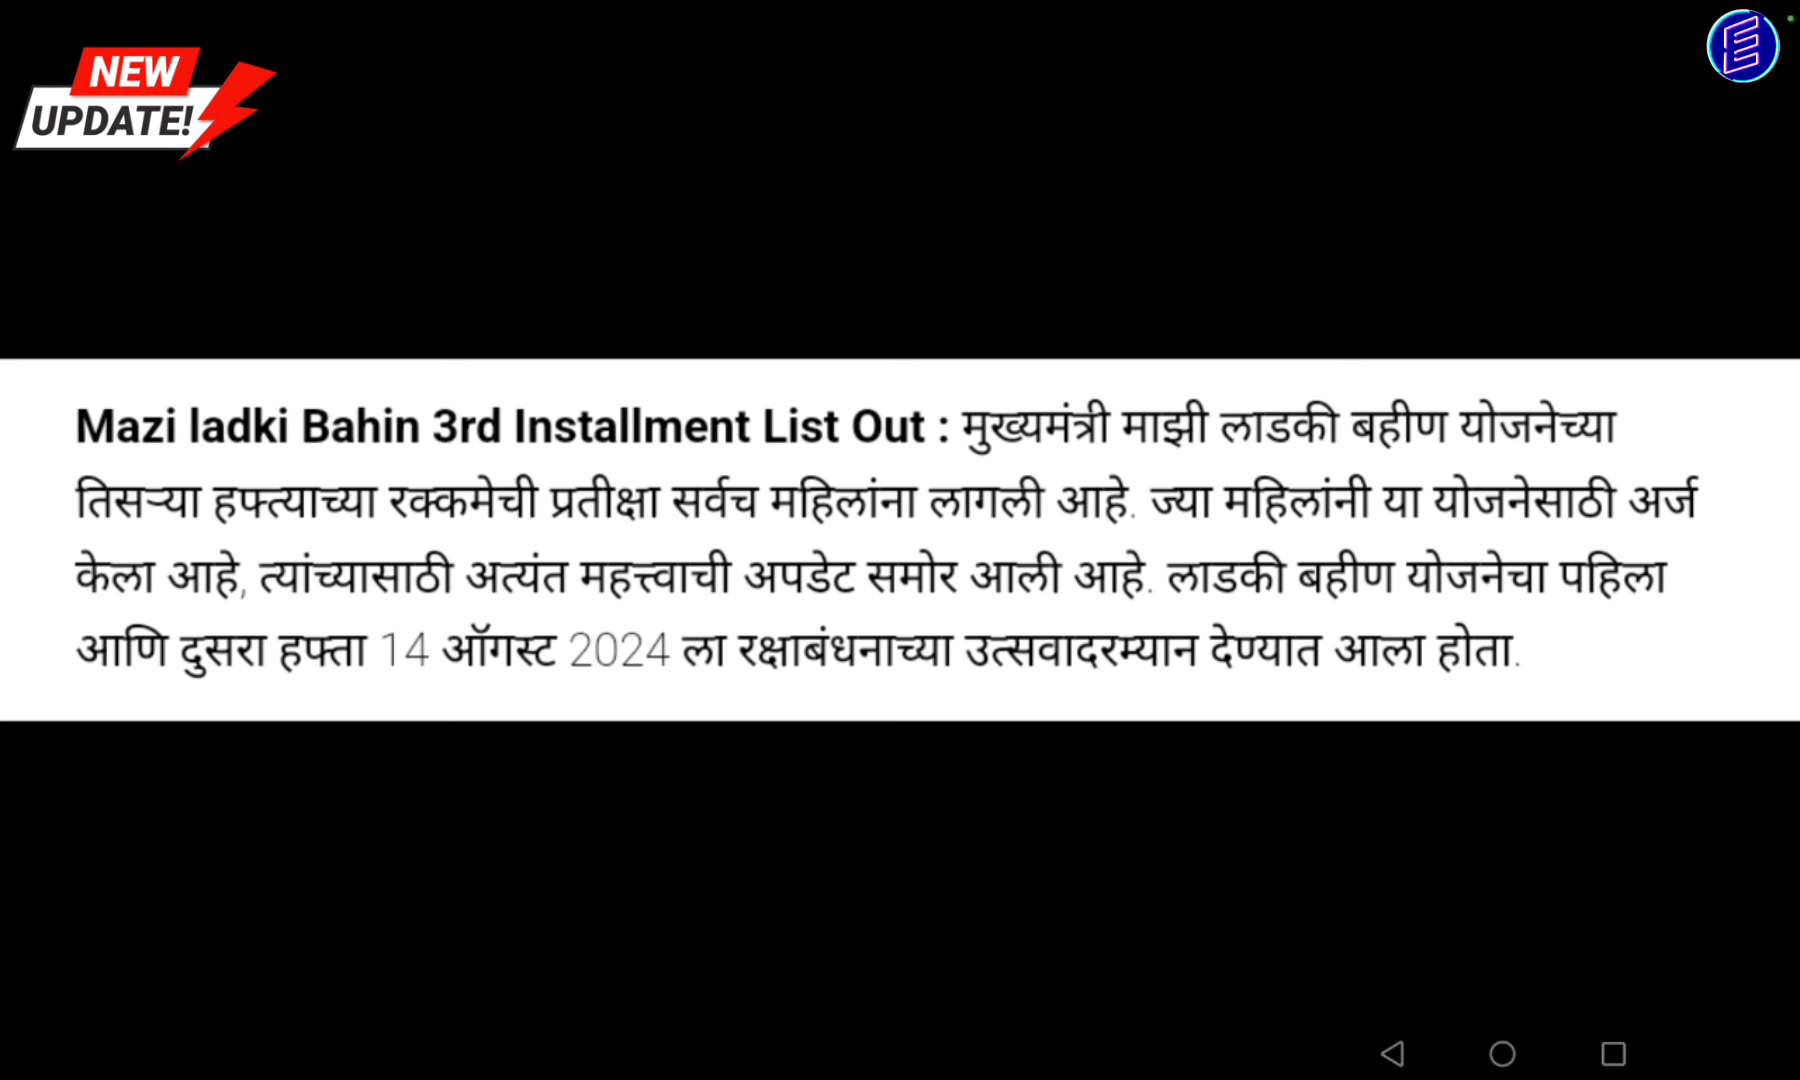 NEW
UPDATE!
Mazi ladki Bahin 3rd Installment List Out : मुख्यमंत्री माझी लाडकी बहीण योजनेच्या
तिसऱ्या हफ्त्याच्या रक्कमेची प्रतीक्षा सर्वच महिलांना लागली आहे. ज्या महिलांनी या योजनेसाठी अर्ज
केला आहे, त्यांच्यासाठी अत्यंत महत्त्वाची अपडेट समोर आली आहे. लाडकी बहीण योजनेचा पहिला
आणि दुसरा हफ्ता 14 ऑगस्ट 2024 ला रक्षाबंधनाच्या उत्सवादरम्यान देण्यात आला होता.